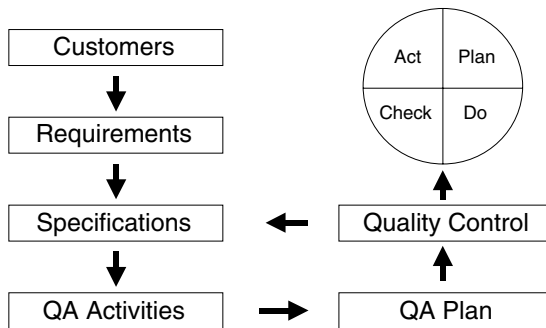 Customers
Act Plan
Requirements
Check Do
Specifications
Quality Control
QA Activities
QA Plan